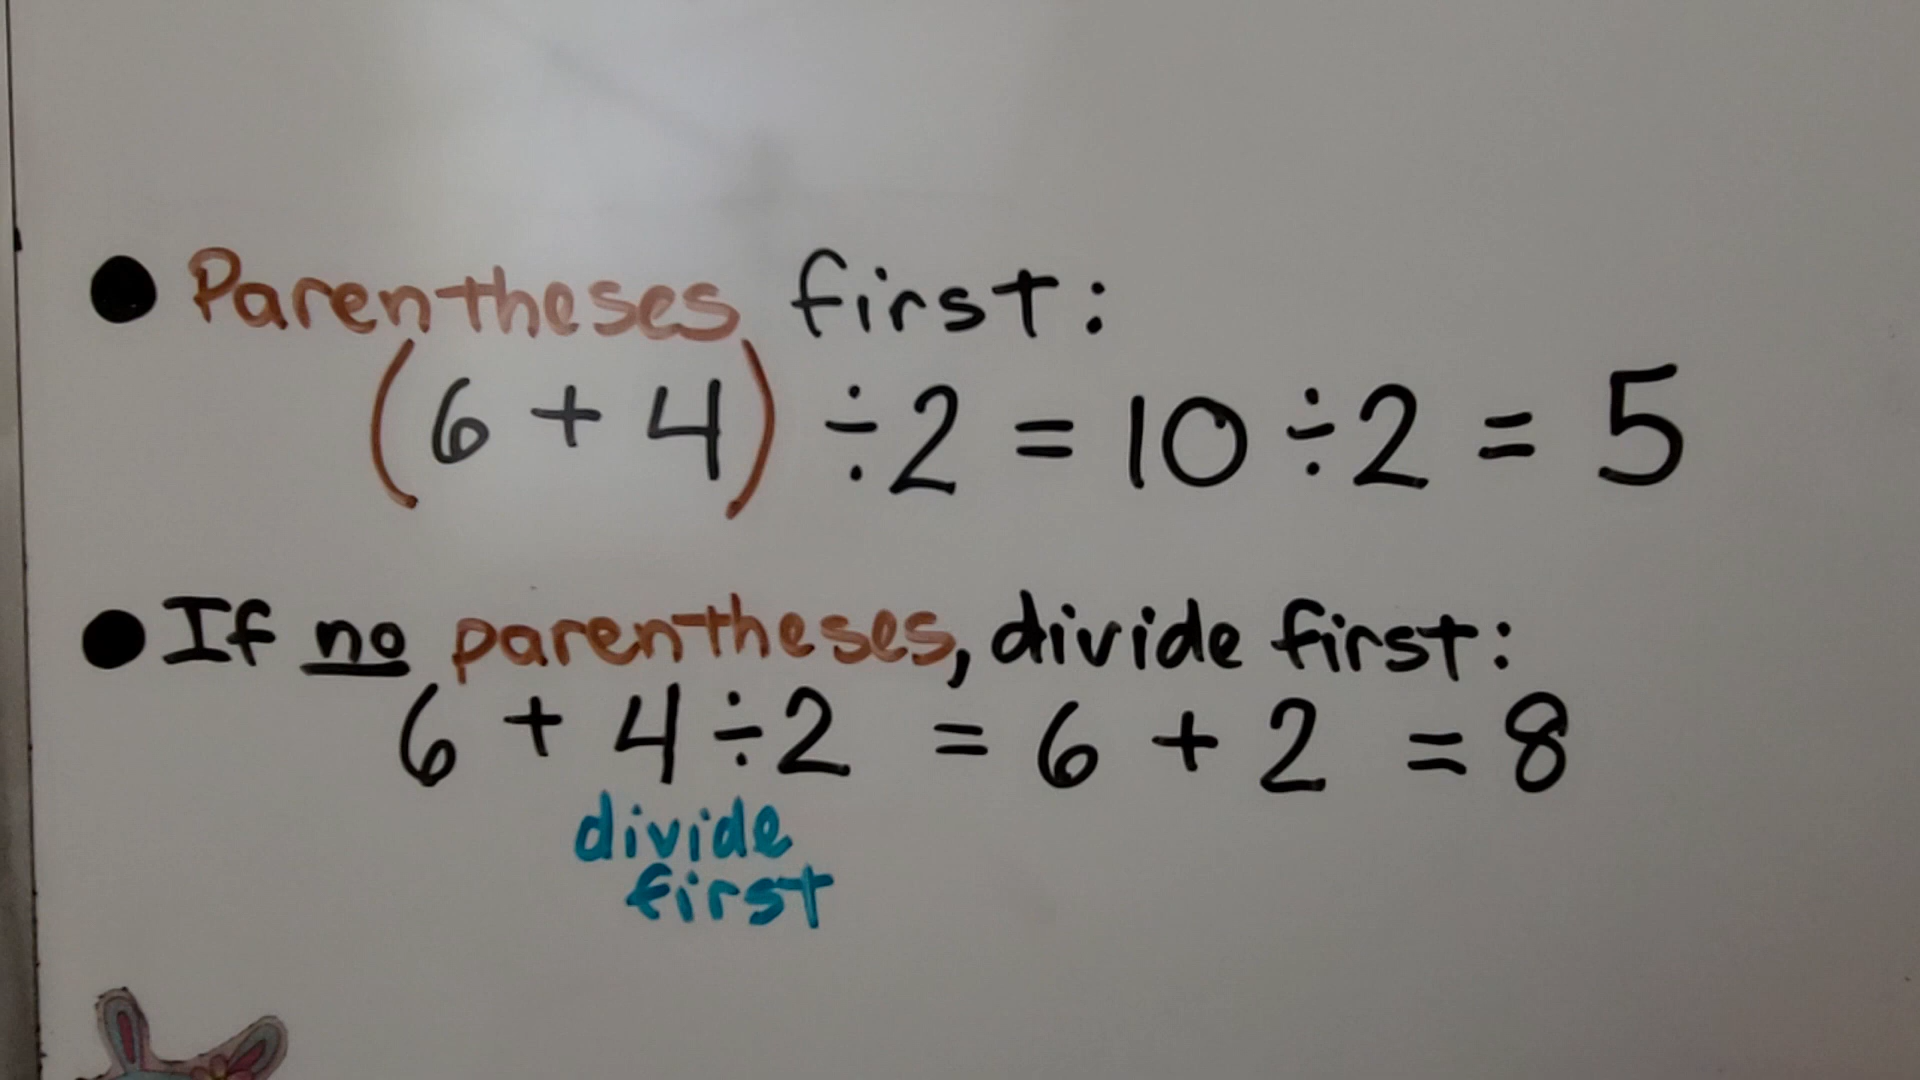 ● Parentheses first:
(6 + 4) ÷ 2 = 10 ÷ 2 = 5
● If no parentheses, divide first:
6 + 4 ÷ 2 = 6 + 2 = 8
divide
first